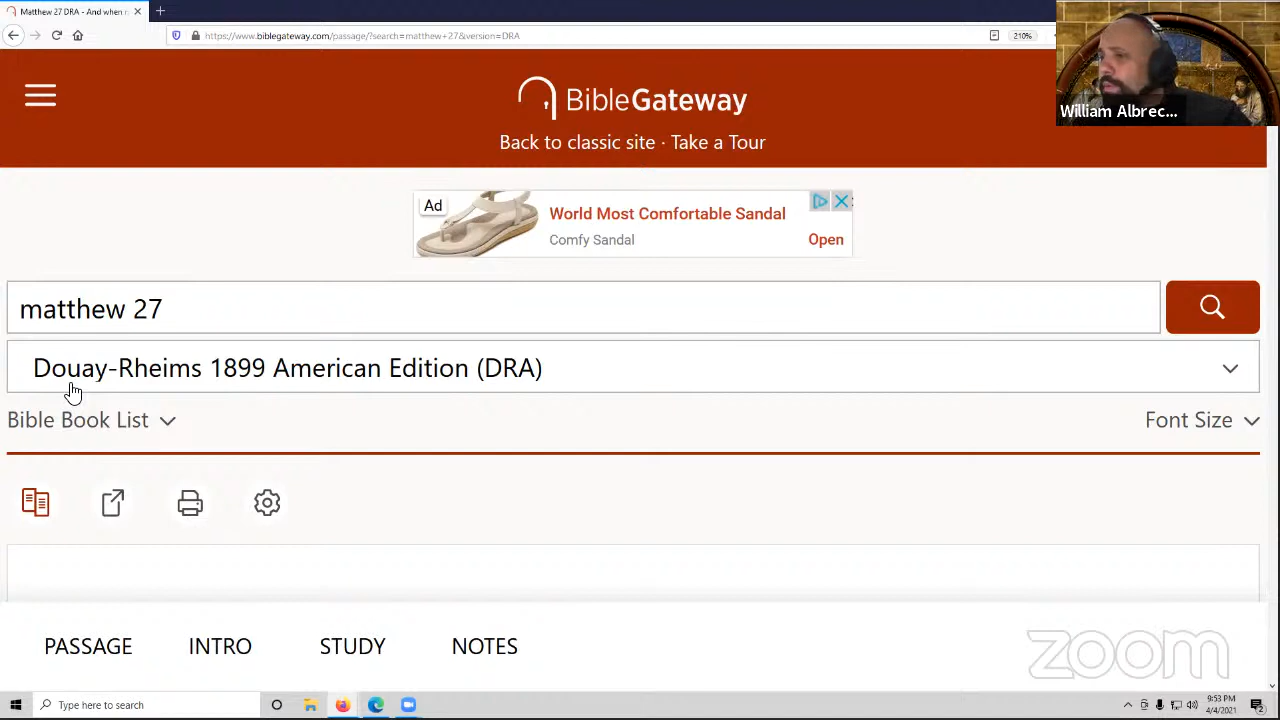 Matthew 27 DRA - And when
https://www.biblegateway.com/passage/?search=matthew+27&version=DRA
210%
BibleGateway
Back to classic site · Take a Tour
William Albrec...
Ad
World Most Comfortable Sandal
Comfy Sandal
Open
matthew 27
Douay-Rheims 1899 American Edition (DRA)
Bible Book List
Font Size
PASSAGE
INTRO
STUDY
NOTES
zoom
Type here to search
9:53 PM
4/4/2021
2